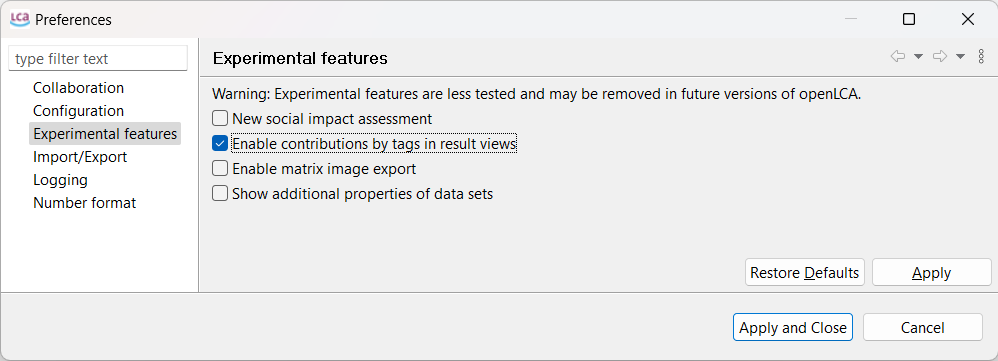 LCA Preferences
type filter text
Collaboration
Configuration
Experimental features
Import/Export
Logging
Number format
Experimental features
Warning: Experimental features are less tested and may be removed in future versions of openLCA.
New social impact assessment
Enable contributions by tags in result views
Enable matrix image export
Show additional properties of data sets
Restore Defaults
Apply
Apply and Close
Cancel